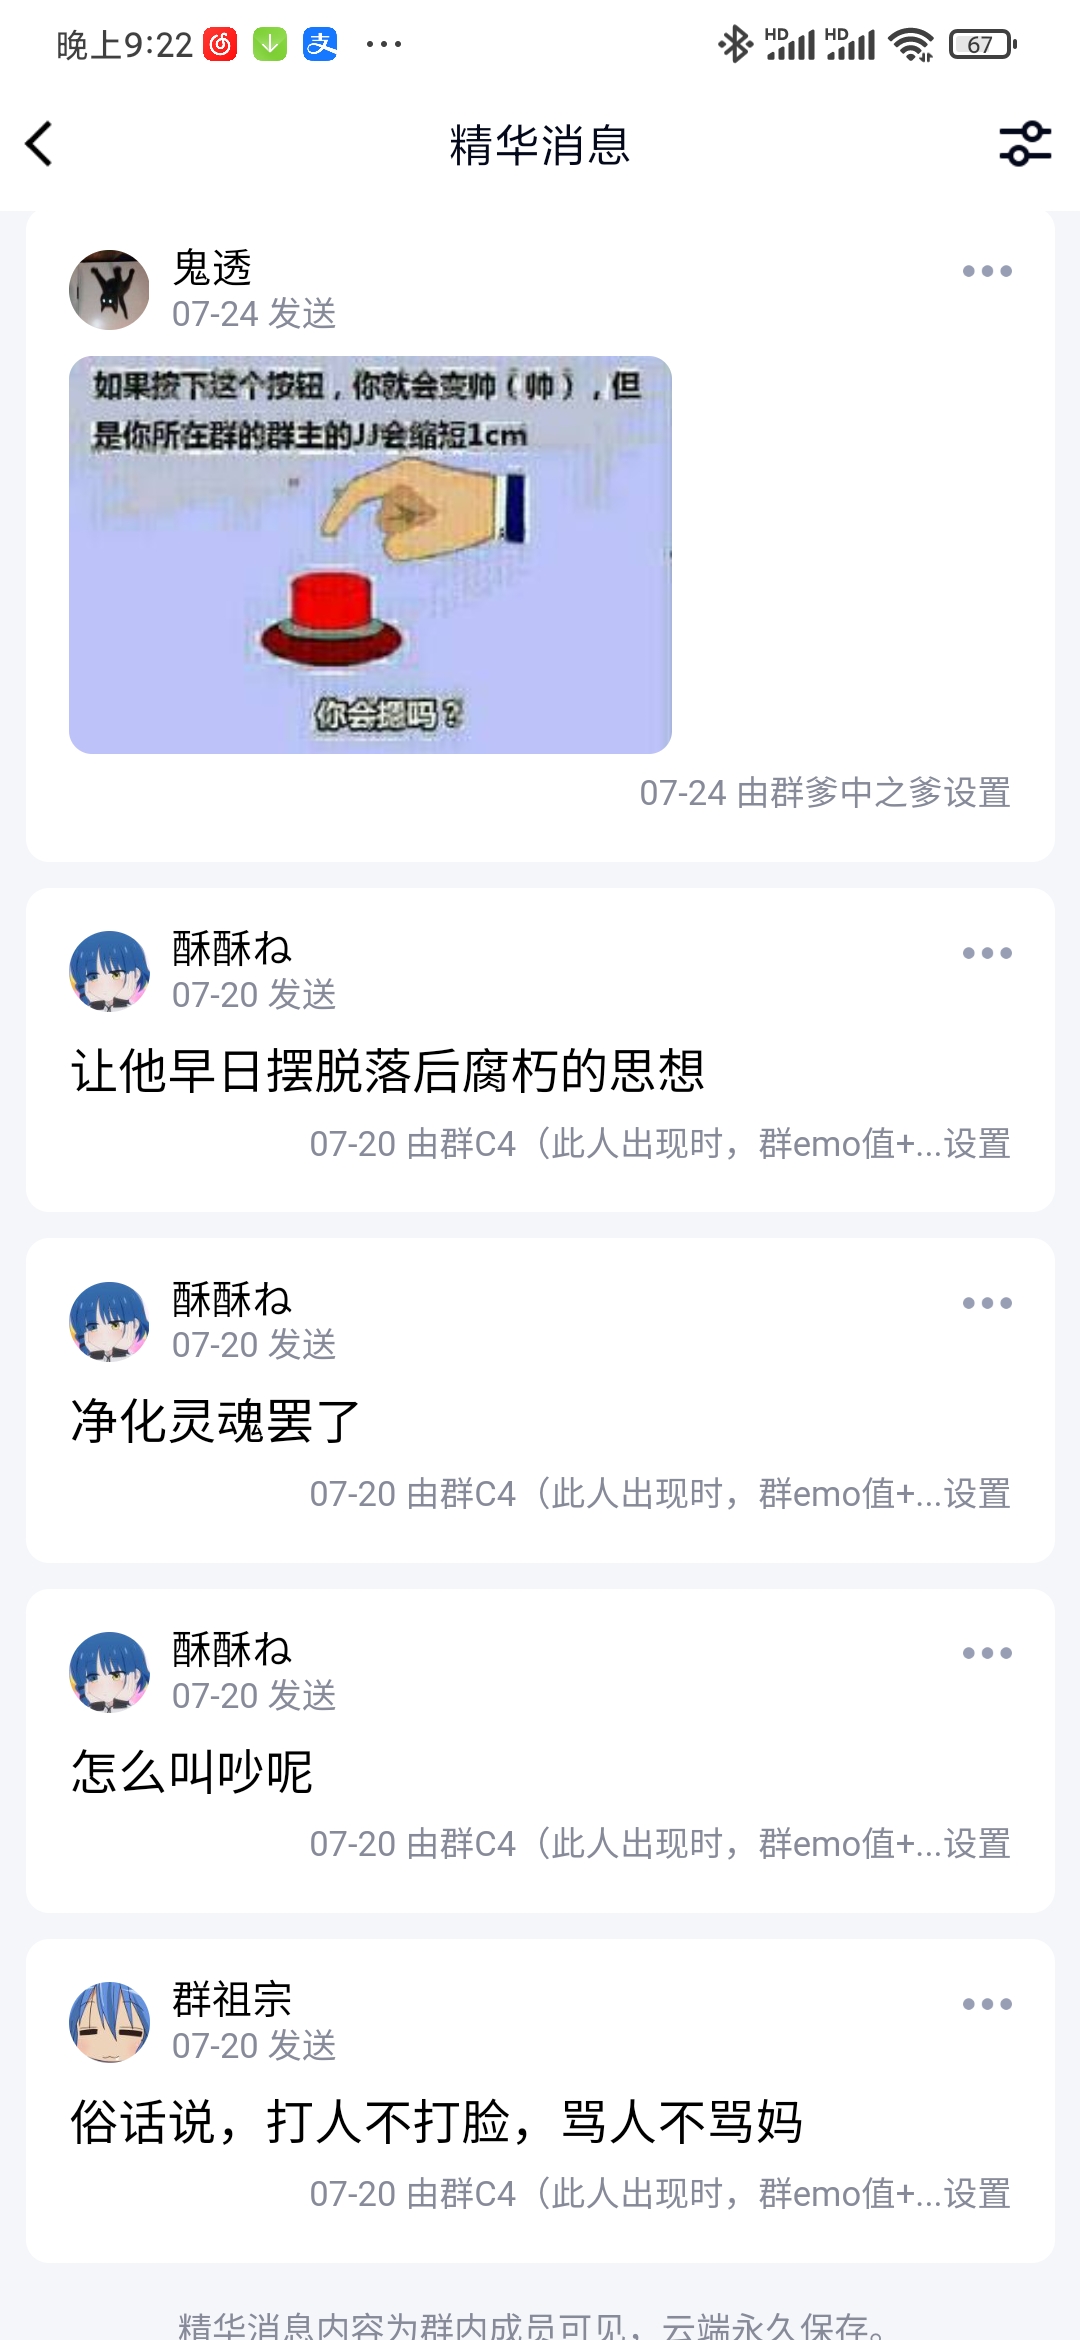 晚上9:22
HD
HD
67
精华消息
鬼透
07-24 发送
如果按下这个按钮，你就会变帅（帅），但
是你所在群的群主的JJ会缩短1cm
你会摁吗？
07-24 由群爹中之爹设置
酥酥ね
07-20 发送
让他早日摆脱落后腐朽的思想
07-20 由群C4（此人出现时，群emo值+...设置
酥酥ね
07-20 发送
净化灵魂罢了
07-20 由群C4（此人出现时，群emo值+...设置
酥酥ね
07-20 发送
怎么叫吵呢
07-20 由群C4（此人出现时，群emo值+...设置
群祖宗
07-20 发送
俗话说，打人不打脸，骂人不骂妈
07-20 由群C4（此人出现时，群emo值+...设置
精华消息内容为群内成员可见，云端永久保存。